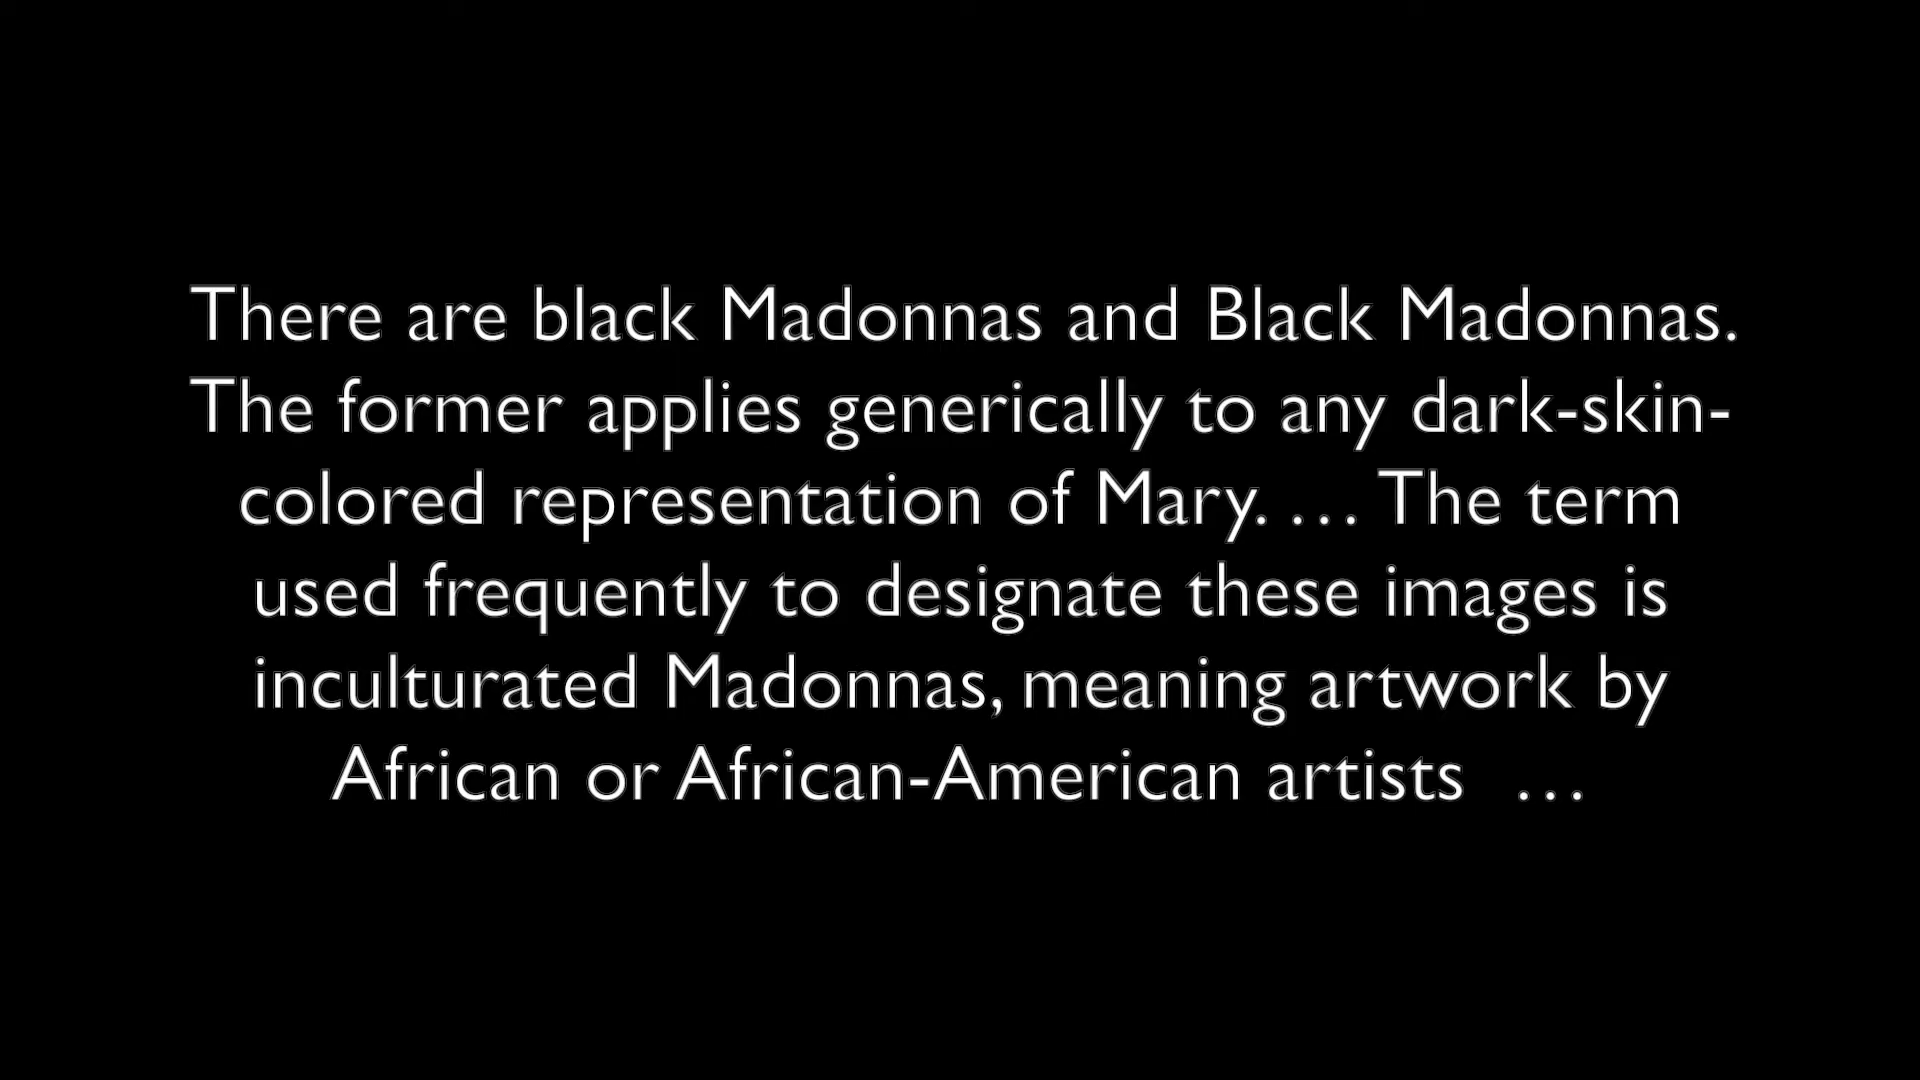 There are black Madonnas and Black Madonnas.
The former applies generically to any dark-skin-
colored representation of Mary. … The term
used frequently to designate these images is
inculturated Madonnas, meaning artwork by
African or African-American artists …